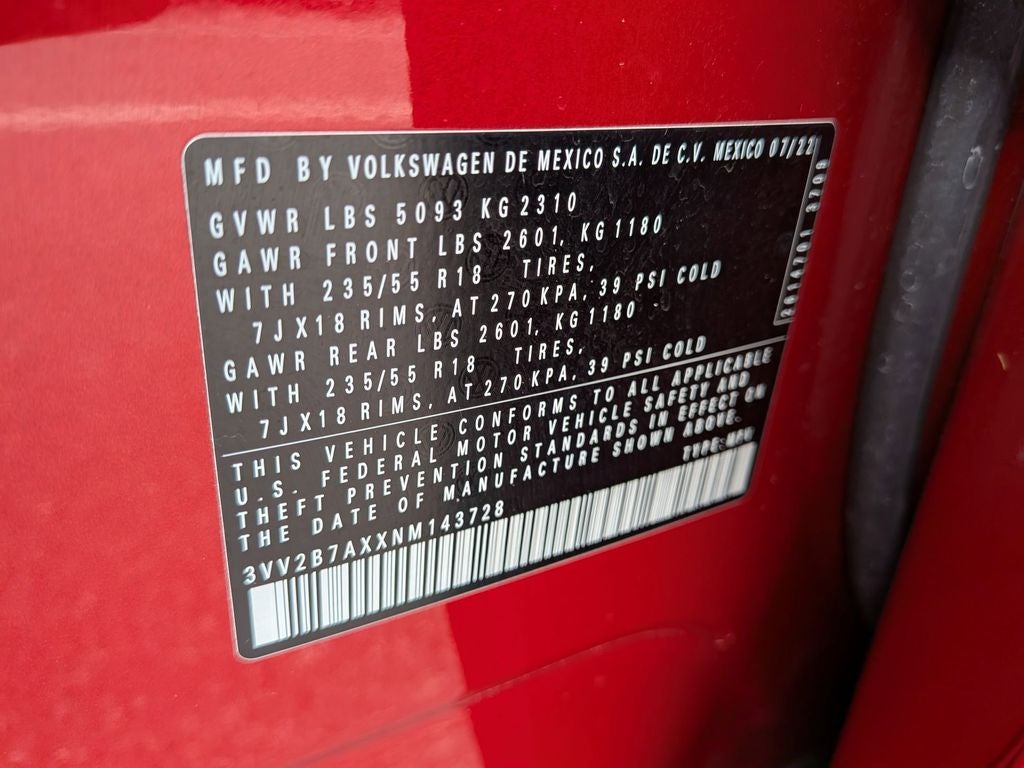 MFD BY VOLKSWAGEN DE MEXICO S.A. DE C.V. MEXICO 07/22
GVWR LBS 5093 KG 2310
GAWR FRONT LBS 2601, KG 1180
WITH 235/55 R18 TIRES,
7JX18 RIMS, AT 270 KPA, 39 PSI COLD
GAWR REAR LBS 2601, KG 1180
WITH 235/55 R18 TIRES,
7JX18 RIMS, AT 270 KPA, 39 PSI COLD
THIS VEHICLE CONFORMS TO ALL APPLICABLE
U.S. FEDERAL MOTOR VEHICLE SAFETY AND
THEFT PREVENTION STANDARDS IN EFFECT ON
THE DATE OF MANUFACTURE SHOWN ABOVE.
TYPE: MPV
3VV2B7AXXNM143728